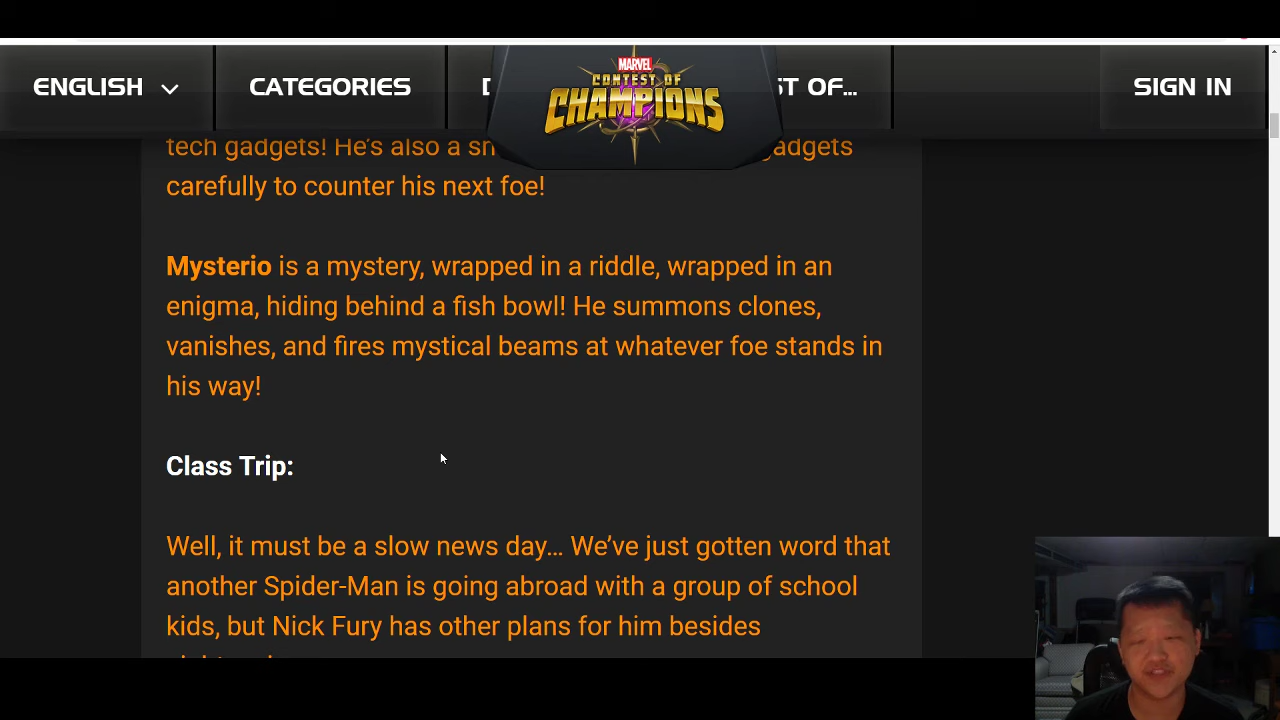 ENGLISH CATEGORIES ST OF... SIGN IN
MARVEL
CONTEST OF
CHAMPIONS
tech gadgets! He's also a
carefully to counter his next foe!
Mysterio is a mystery, wrapped in a riddle, wrapped in an
enigma, hiding behind a fish bowl! He summons clones,
vanishes, and fires mystical beams at whatever foe stands in
his way!
Class Trip:
Well, it must be a slow news day... We've just gotten word that
another Spider-Man is going abroad with a group of school
kids, but Nick Fury has other plans for him besides